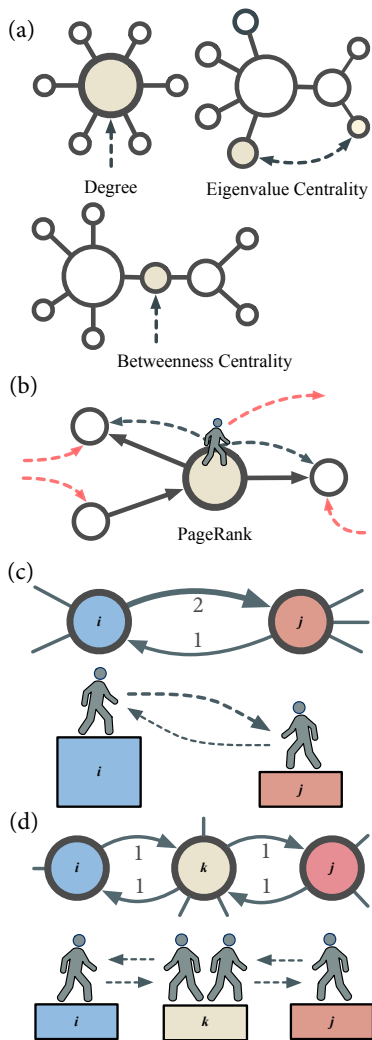 (a)
Degree
Eigenvalue Centrality
Betweenness Centrality
(b)
PageRank
(c)
i
2
1
j
i
j
(d)
i
1
1
k
1
1
j
i
k
j